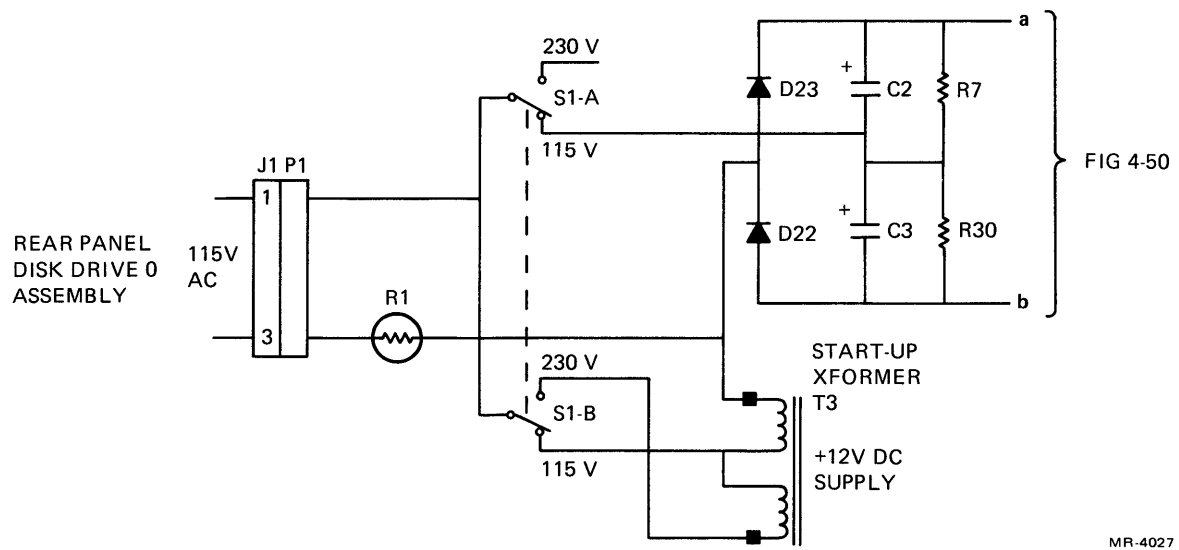 a
230 V
+
D23
C2
R7
S1-A
115 V
FIG 4-50
J1 P1
1
+
D22
C3
R30
REAR PANEL
DISK DRIVE 0
ASSEMBLY
115V
AC
R1
b
3
START-UP
XFORMER
T3
230 V
S1-B
115 V
+12V DC
SUPPLY
MR-4027